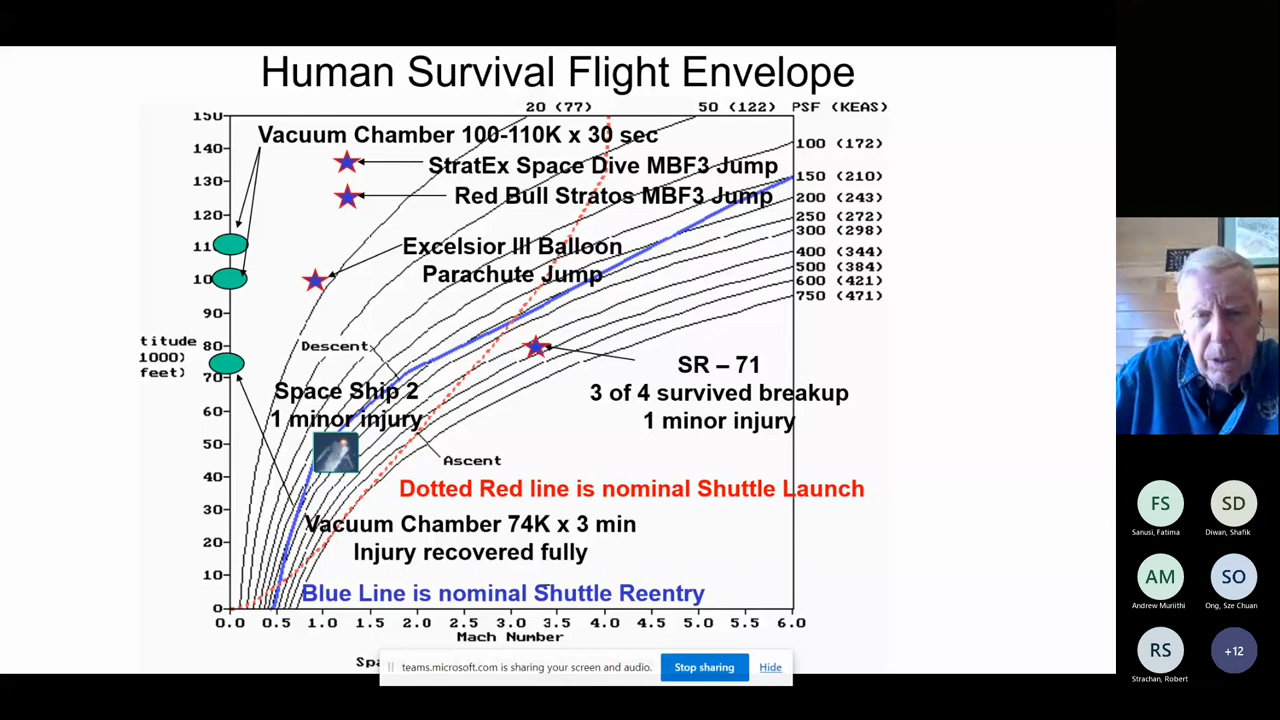 Human Survival Flight Envelope
20 (77)
50 (122)
PSF (KEAS)
150
140
130
120
11
10
90
80
70
60
50
40
30
20
10
0
titude
1000)
feet)
Vacuum Chamber 100-110K x 30 sec
StratEx Space Dive MBF3 Jump
Red Bull Stratos MBF3 Jump
Excelsior III Balloon
Parachute Jump
100 (172)
150 (210)
200 (243)
250 (272)
300 (298)
400 (344)
500 (384)
600 (421)
750 (471)
Descent
Space Ship 2
1 minor injury
SR – 71
3 of 4 survived breakup
1 minor injury
Ascent
Dotted Red line is nominal Shuttle Launch
Vacuum Chamber 74K x 3 min
Injury recovered fully
Blue Line is nominal Shuttle Reentry
0.0 0.5 1.0 1.5 2.0 2.5 3.0 3.5 4.0 4.5 5.0 5.5 6.0
Mach Number
Spa
teams.microsoft.com is sharing your screen and audio.
Stop sharing
Hide
FS
Sanusi, Fatima
SD
Diwan, Shafik
AM
Andrew Muriithi
SO
Ong, Sze Chuan
RS
Strachan, Robert
+12